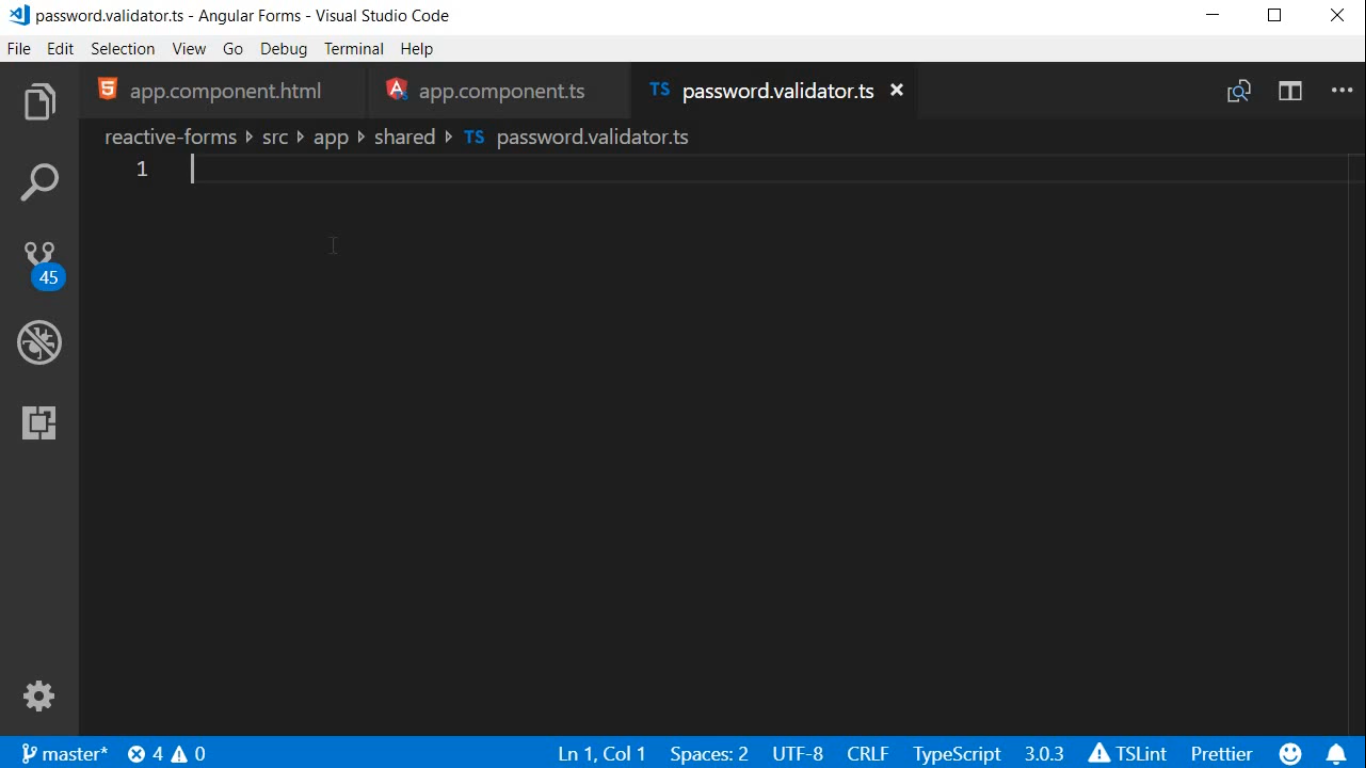 password.validator.ts - Angular Forms - Visual Studio Code
File Edit Selection View Go Debug Terminal Help
app.component.html app.component.ts TS password.validator.ts
reactive-forms src app shared TS password.validator.ts
1
45
master* 4 0 Ln 1, Col 1 Spaces: 2 UTF-8 CRLF TypeScript 3.0.3 TSLint Prettier